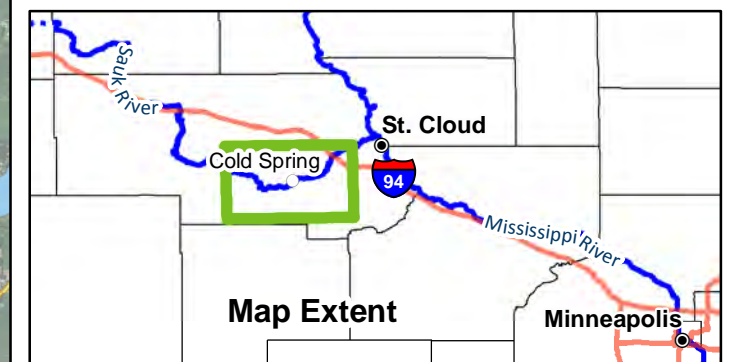 Sauk River
St. Cloud
Cold Spring
94
Mississippi River
Map Extent
Minneapolis